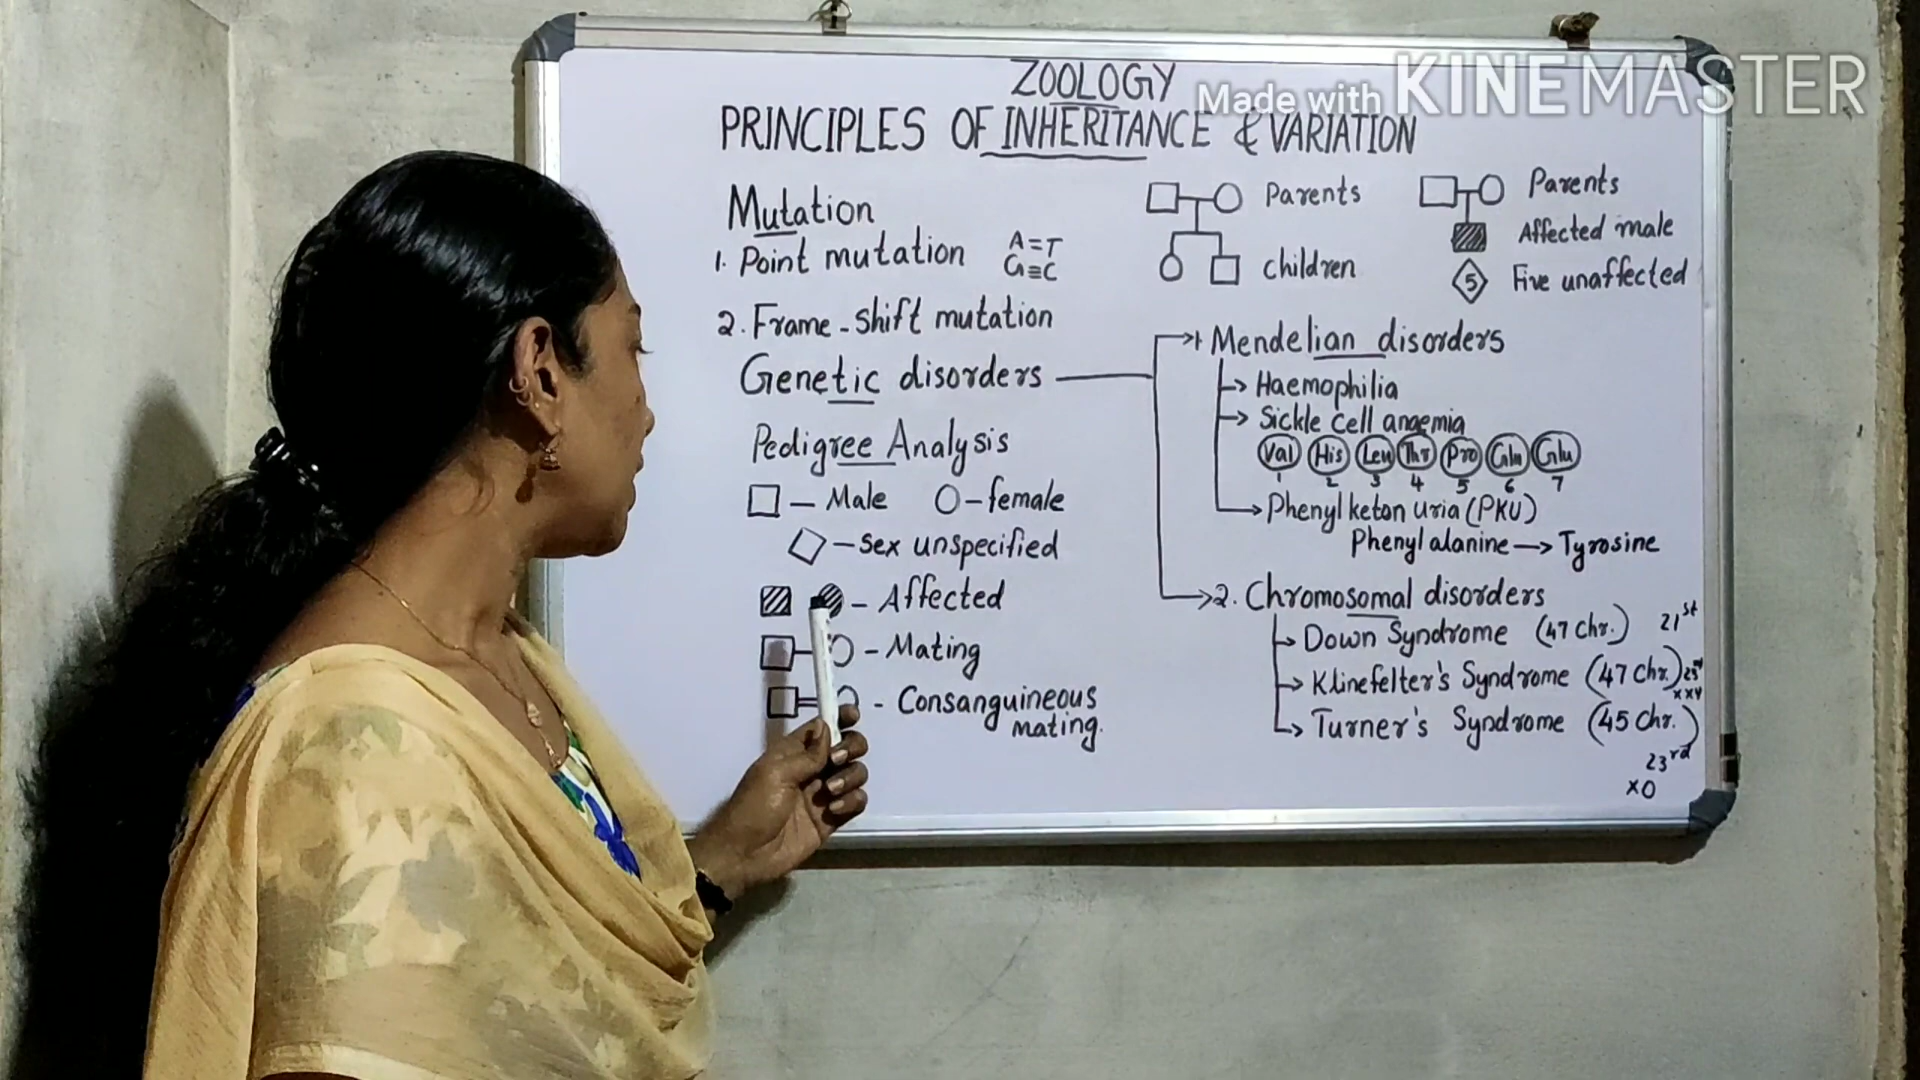 ZOOLOGY
Made with KINEMASTER
PRINCIPLES OF INHERITANCE & VARIATION
Mutation
1. Point mutation A=T
G≡C
2. Frame-shift mutation
Genetic disorders
Pedigree Analysis
- Male - female
- Sex unspecified
- Affected
- Mating
- Consanguineous
mating.
Parents
children
Parents
Affected male
5 Five unaffected
1 Mendelian disorders
Haemophilia
Sickle cell anaemia
Val His Leu Thr Pro Glu Glu
1 2 3 4 5 6 7
Phenyl keton uria (PKU)
Phenyl alanine → Tyrosine
2. Chromosomal disorders
Down Syndrome (47 Chr.) 21st
Klinefelter's Syndrome (47 Chr.)
XXY
Turner's Syndrome (45 Chr.)
23rd
XO